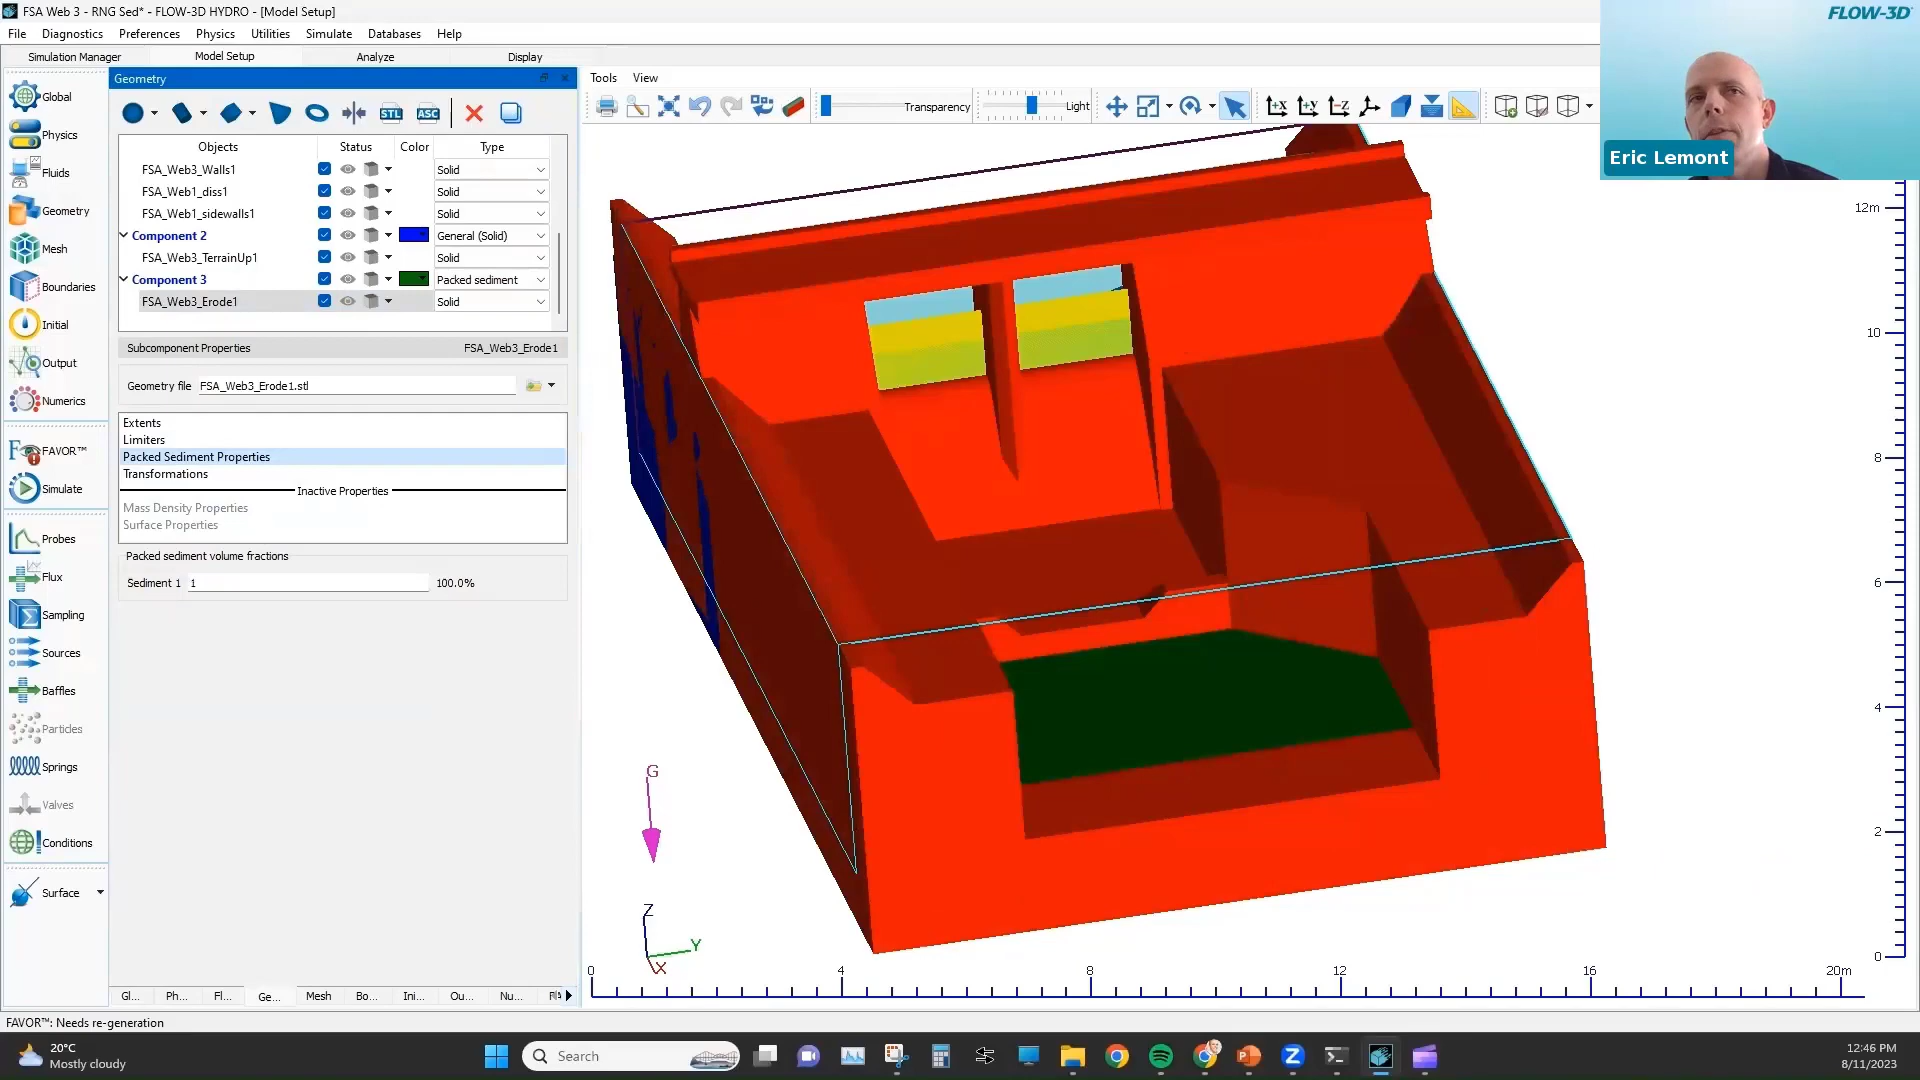 FSA Web 3 - RNG Sed* - FLOW-3D HYDRO - [Model Setup]
FLOW-3D
File Diagnostics Preferences Physics Utilities Simulate Databases Help
Simulation Manager Model Setup Analyze Display
Geometry
Tools View
Global
Physics
Fluids
Geometry
Mesh
Boundaries
Initial
Output
Numerics
FAVOR™
Simulate
Probes
Flux
Sampling
Sources
Baffles
Particles
Springs
Valves
Conditions
Surface
STL ASC
Transparency Light
+X +Y -Z
Eric Lemont
Objects Status Color Type
FSA_Web3_Walls1 Solid
FSA_Web1_diss1 Solid
FSA_Web1_sidewalls1 Solid
Component 2 General (Solid)
FSA_Web3_TerrainUp1 Solid
Component 3 Packed sediment
FSA_Web3_Erode1 Solid
Subcomponent Properties FSA_Web3_Erode1
Geometry file FSA_Web3_Erode1.stl
Extents
Limiters
Packed Sediment Properties
Transformations
Inactive Properties
Mass Density Properties
Surface Properties
Packed sediment volume fractions
Sediment 1 1 100.0%
12m
10
8
6
4
2
0
G
Z
Y
X
0 4 8 12 16 20m
Gl... Ph... Fl... Ge... Mesh Bo... Ini... Ou... Nu...
FAVOR™: Needs re-generation
20°C
Mostly cloudy
Search
12:46 PM
8/11/2023